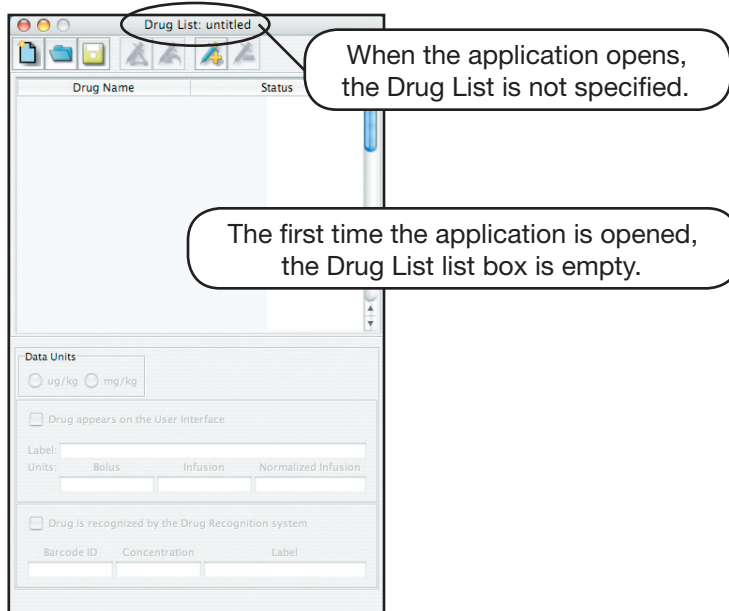 Drug List: untitled
When the application opens,
the Drug List is not specified.
Drug Name Status
The first time the application is opened,
the Drug List list box is empty.
Data Units
ug/kg mg/kg
Drug appears on the User Interface
Label:
Units: Bolus Infusion Normalized Infusion
Drug is recognized by the Drug Recognition system
Barcode ID Concentration Label